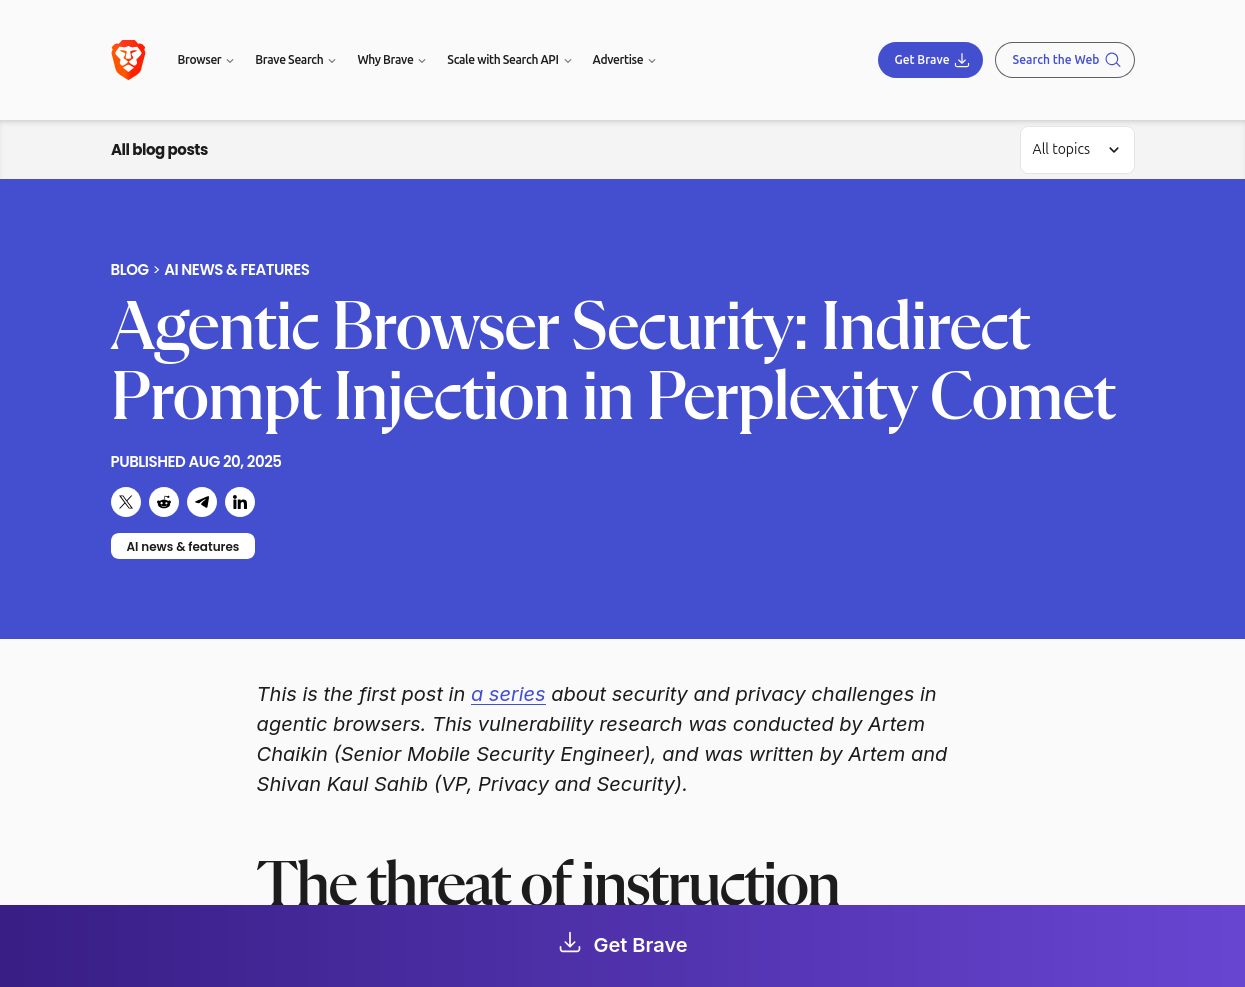 Browser
Brave Search
Why Brave
Scale with Search API
Advertise
Get Brave
Search the Web
All blog posts
All topics
BLOG > AI NEWS & FEATURES
Agentic Browser Security: Indirect
Prompt Injection in Perplexity Comet
PUBLISHED AUG 20, 2025
AI news & features
This is the first post in a series about security and privacy challenges in
agentic browsers. This vulnerability research was conducted by Artem
Chaikin (Senior Mobile Security Engineer), and was written by Artem and
Shivan Kaul Sahib (VP, Privacy and Security).
The threat of instruction
Get Brave